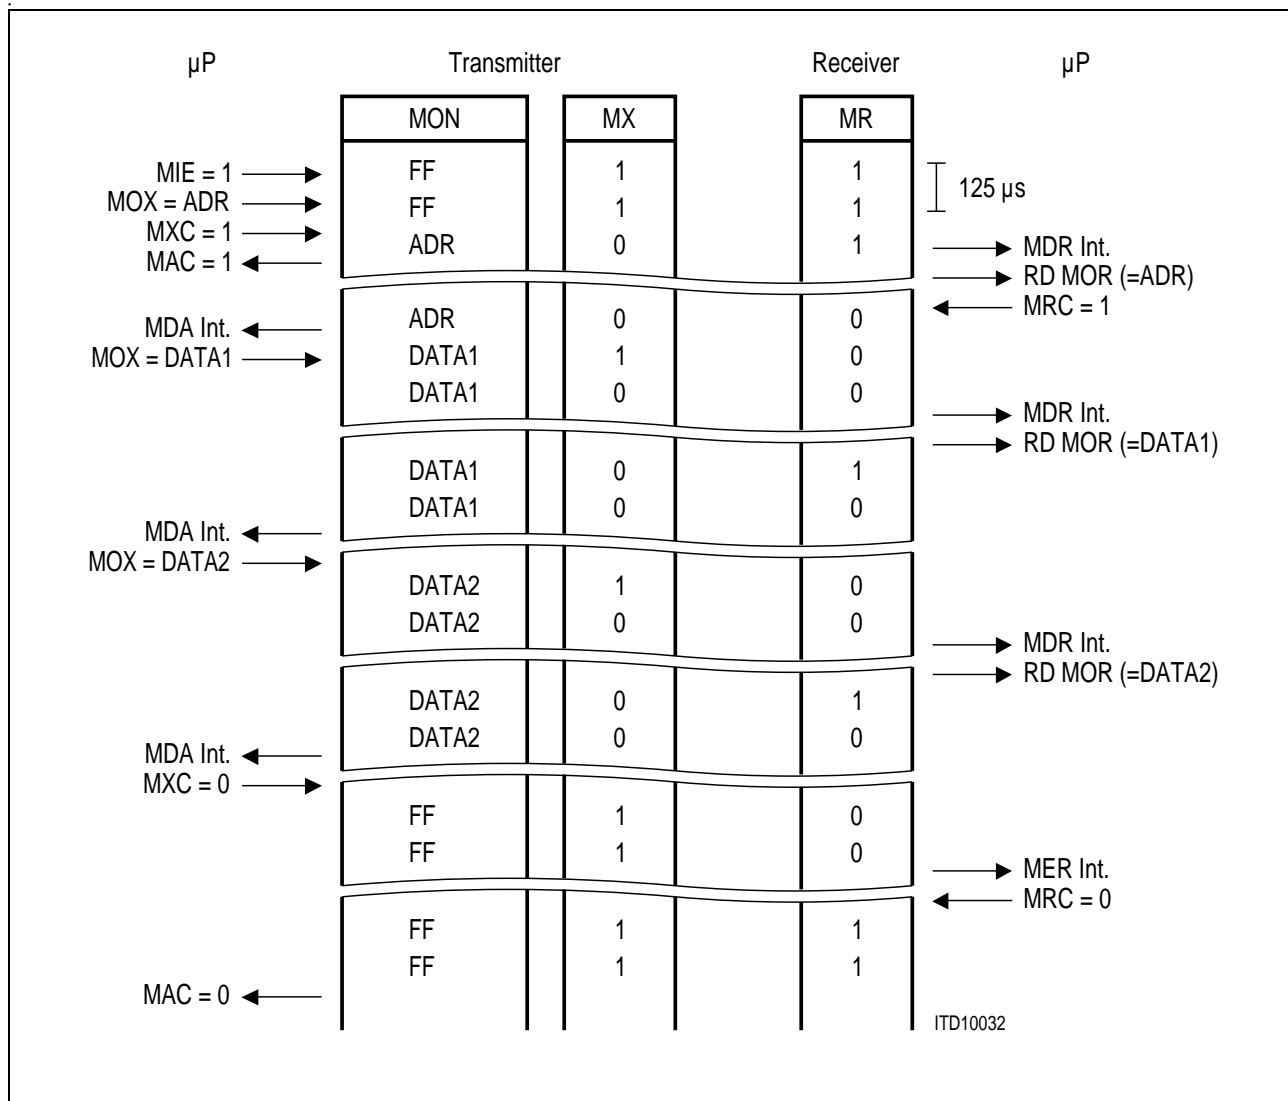 µP Transmitter Receiver µP
MON MX MR
MIE = 1 FF 1 1
125 µs
MOX = ADR FF 1 1
MXC = 1
ADR 0 1 MDR Int.
MAC = 1
RD MOR (=ADR)
MRC = 1
ADR 0 0
MDA Int.
MOX = DATA1 DATA1 1 0
DATA1 0 0
MDR Int.
RD MOR (=DATA1)
DATA1 0 1
DATA1 0 0
MDA Int.
MOX = DATA2
DATA2 1 0
DATA2 0 0
MDR Int.
RD MOR (=DATA2)
DATA2 0 1
DATA2 0 0
MDA Int.
MXC = 0
FF 1 0
FF 1 0
MER Int.
MRC = 0
FF 1 1
FF 1 1
MAC = 0
ITD10032